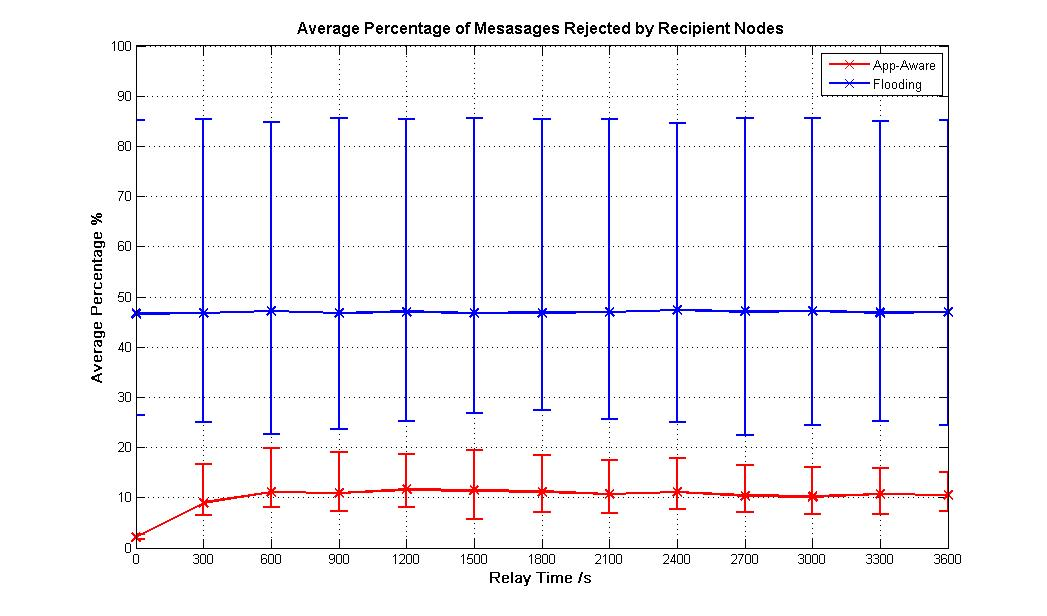 Average Percentage of Mesasages Rejected by Recipient Nodes
App-Aware
Flooding
Average Percentage %
100
90
80
70
60
50
40
30
20
10
0
0 300 600 900 1200 1500 1800 2100 2400 2700 3000 3300 3600
Relay Time /s